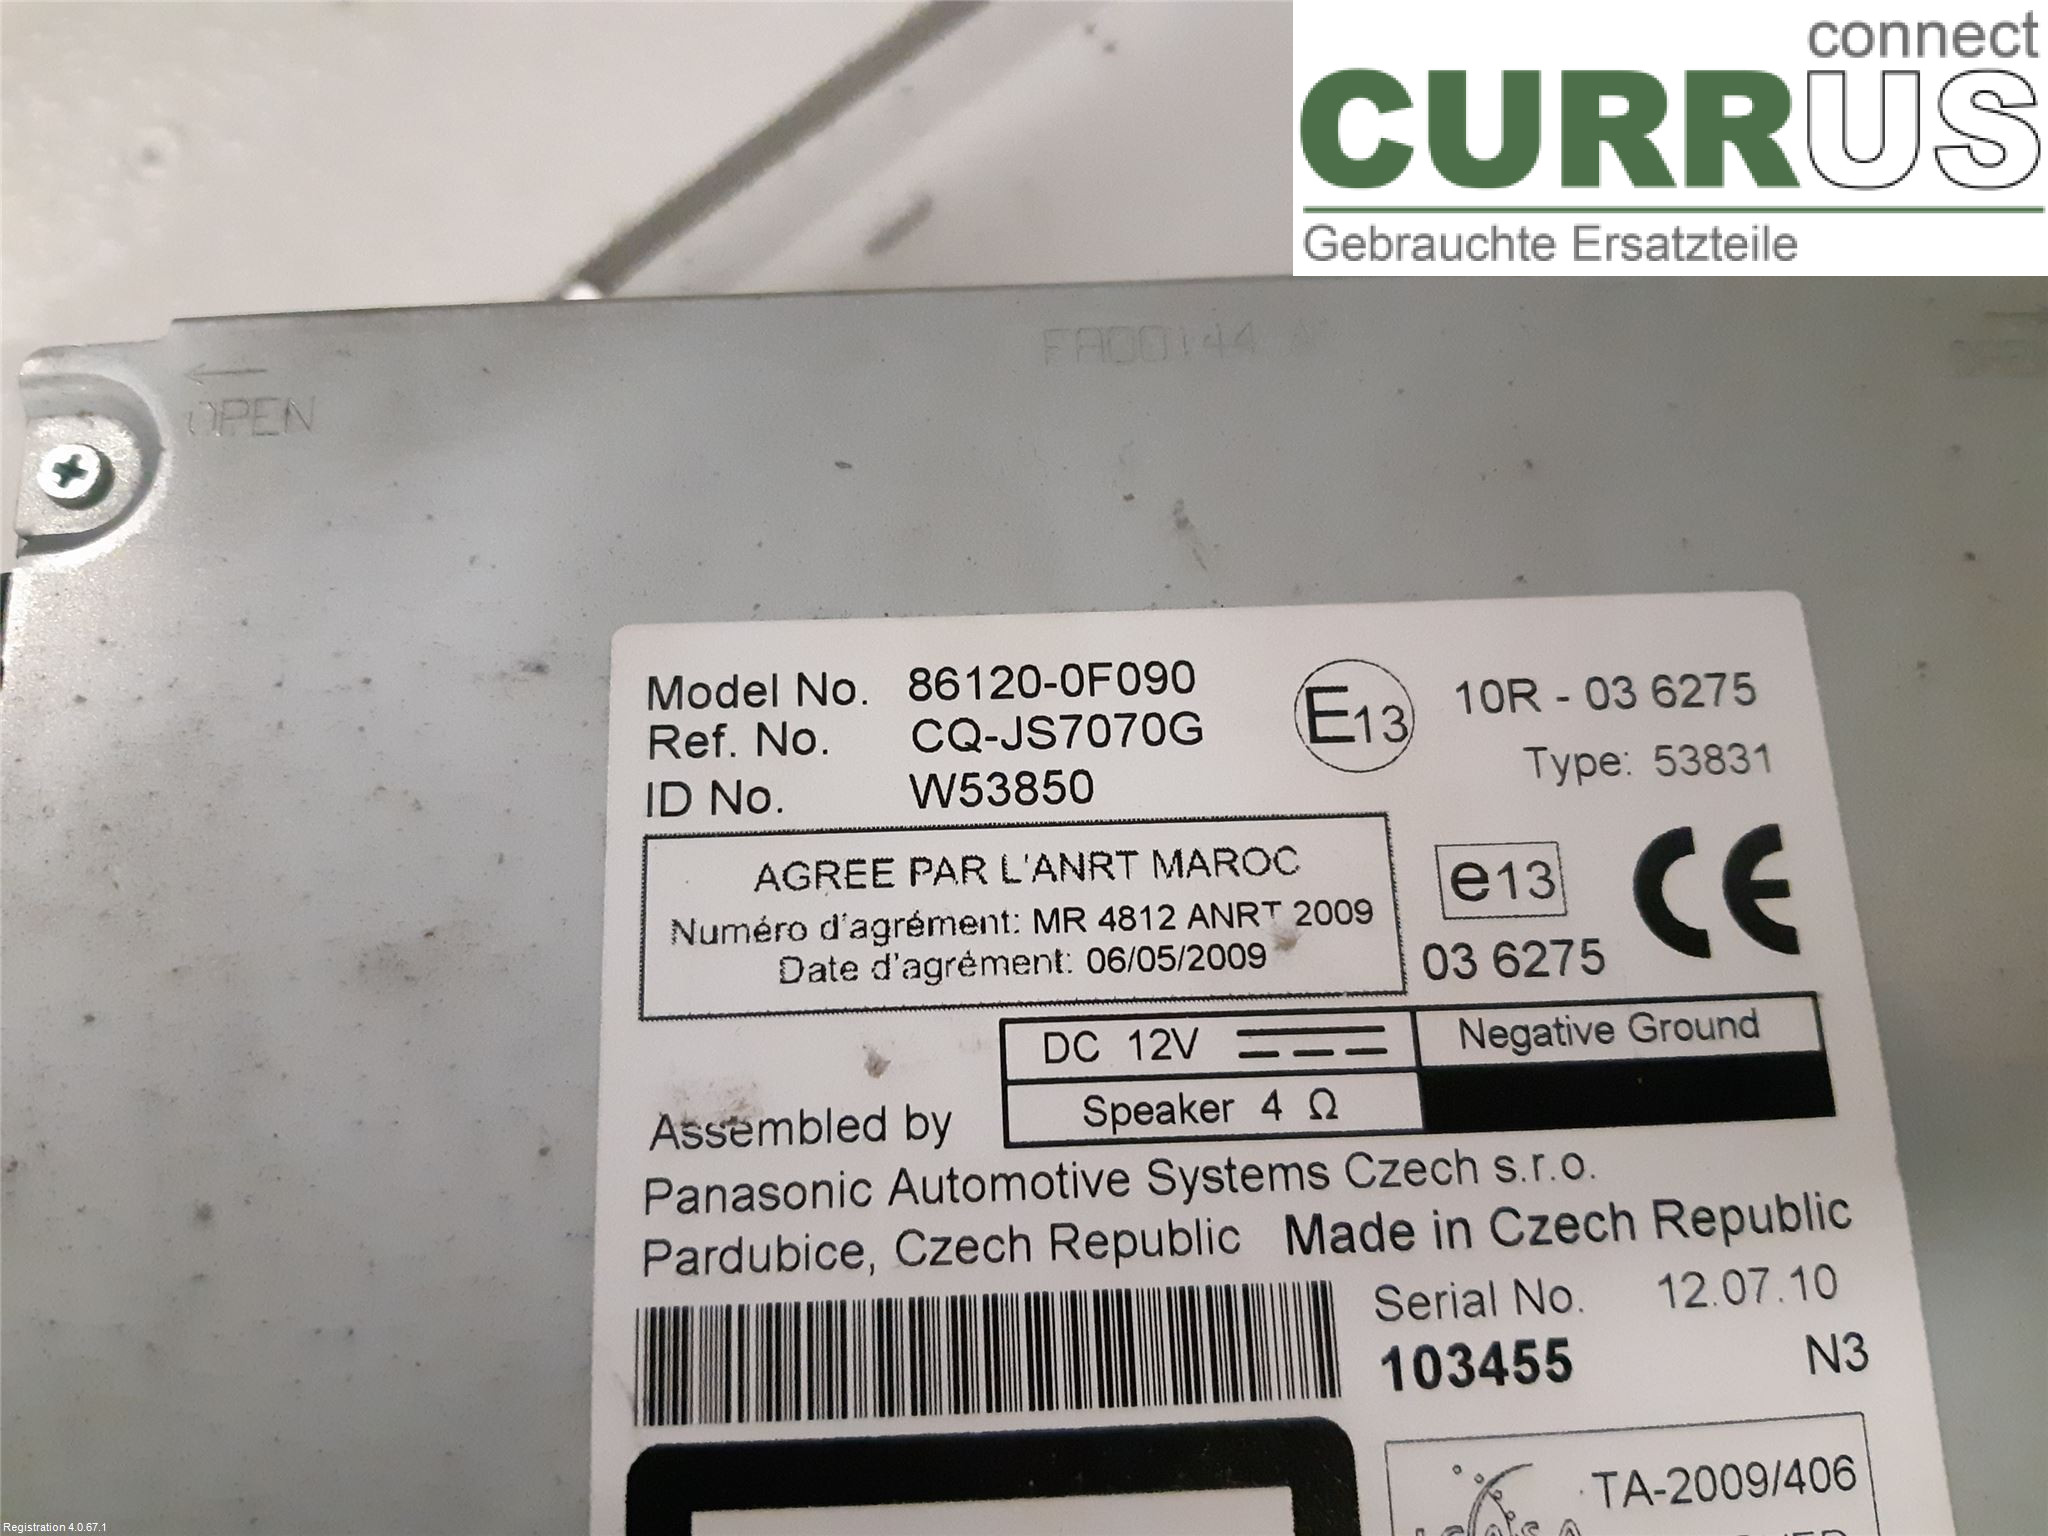 connect
CURRUS
Gebrauchte Ersatzteile
OPEN
Model No. 86120-0F090
Ref. No. CQ-JS7070G
ID No. W53850
E13
10R - 03 6275
Type: 53831
AGREE PAR L'ANRT MAROC
Numéro d'agrément: MR 4812 ANRT 2009
Date d'agrément: 06/05/2009
e13
03 6275
CE
DC 12V
Negative Ground
Speaker 4 Ω
Assembled by
Panasonic Automotive Systems Czech s.r.o.
Pardubice, Czech Republic Made in Czech Republic
Serial No. 12.07.10
103455 N3
TA-2009/406
Registration 4.0.67.1